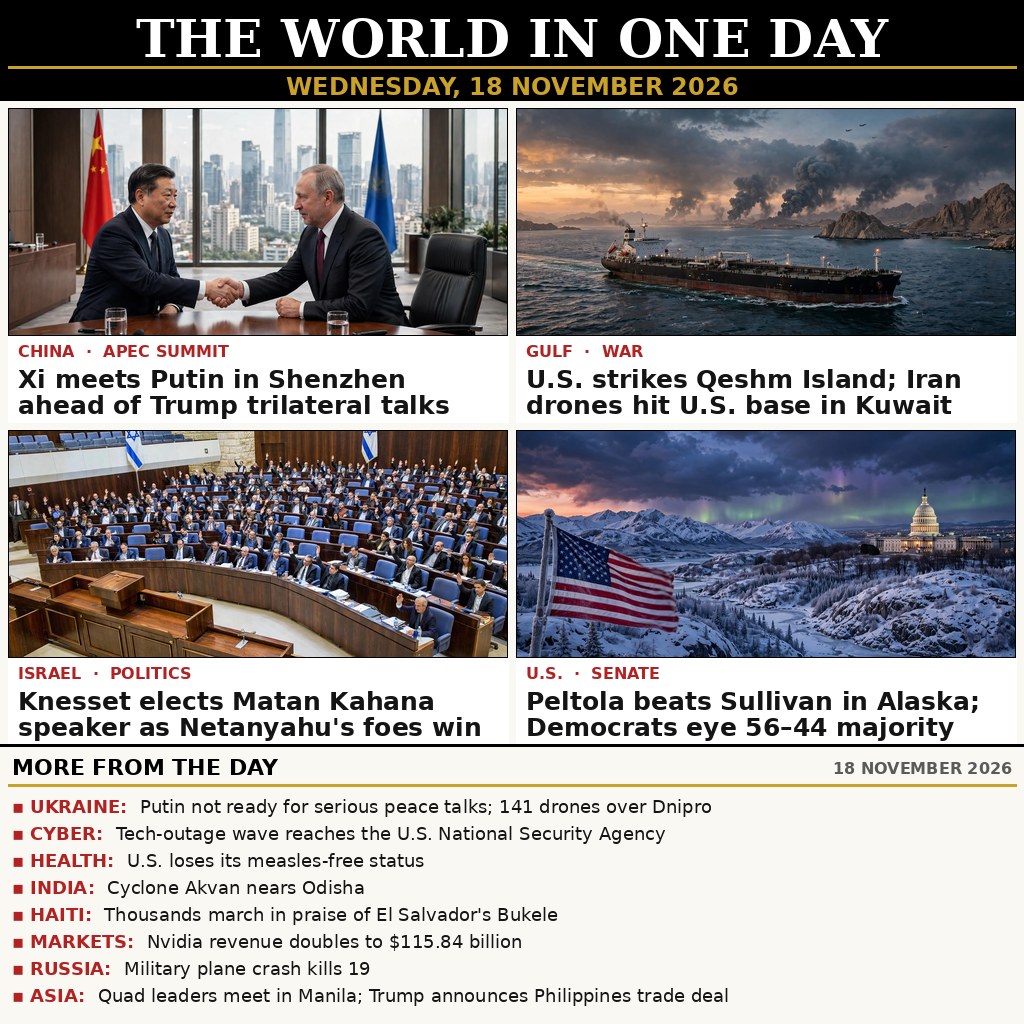 THE WORLD IN ONE DAY
WEDNESDAY, 18 NOVEMBER 2026
CHINA · APEC SUMMIT
Xi meets Putin in Shenzhen
ahead of Trump trilateral talks
GULF · WAR
U.S. strikes Qeshm Island; Iran
drones hit U.S. base in Kuwait
ISRAEL · POLITICS
Knesset elects Matan Kahana
speaker as Netanyahu's foes win
U.S. · SENATE
Peltola beats Sullivan in Alaska;
Democrats eye 56–44 majority
MORE FROM THE DAY
18 NOVEMBER 2026
▪ UKRAINE: Putin not ready for serious peace talks; 141 drones over Dnipro
▪ CYBER: Tech-outage wave reaches the U.S. National Security Agency
▪ HEALTH: U.S. loses its measles-free status
▪ INDIA: Cyclone Akvan nears Odisha
▪ HAITI: Thousands march in praise of El Salvador's Bukele
▪ MARKETS: Nvidia revenue doubles to $115.84 billion
▪ RUSSIA: Military plane crash kills 19
▪ ASIA: Quad leaders meet in Manila; Trump announces Philippines trade deal